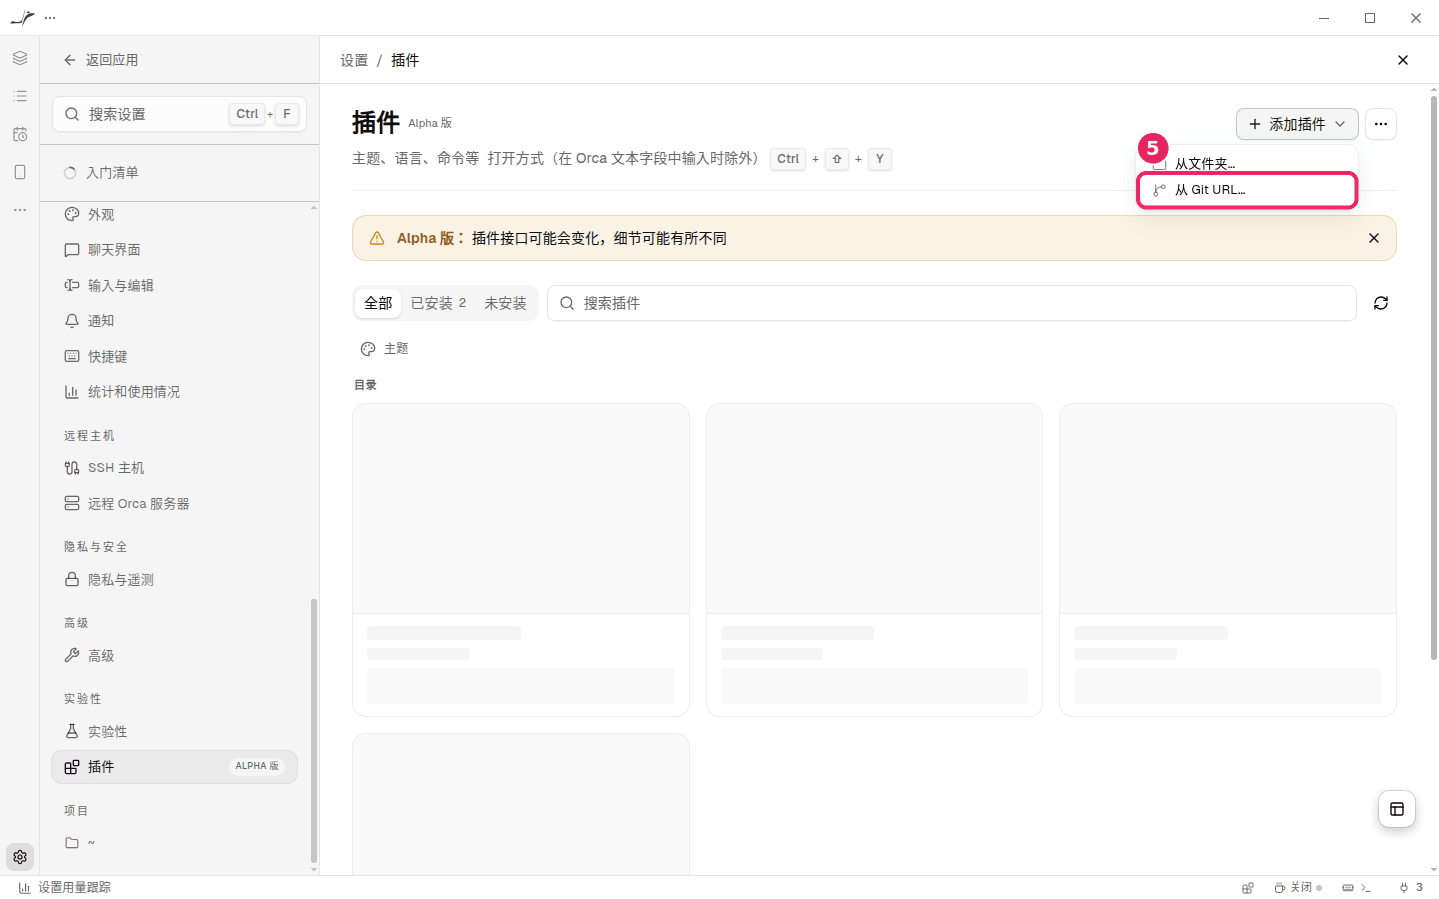 返回应用
设置 / 插件
搜索设置 Ctrl + F
入门清单
外观
聊天界面
输入与编辑
通知
快捷键
统计和使用情况
远程主机
SSH 主机
远程 Orca 服务器
隐私与安全
隐私与遥测
高级
高级
实验性
实验性
插件 ALPHA 版
项目
~
插件 Alpha 版
添加插件
主题、语言、命令等 打开方式（在 Orca 文本字段中输入时除外） Ctrl + ⇧ + Y
5
从文件夹...
从 Git URL...
Alpha 版： 插件接口可能会变化，细节可能有所不同
全部 已安装 2 未安装 搜索插件
主题
目录
设置用量跟踪
关闭
3